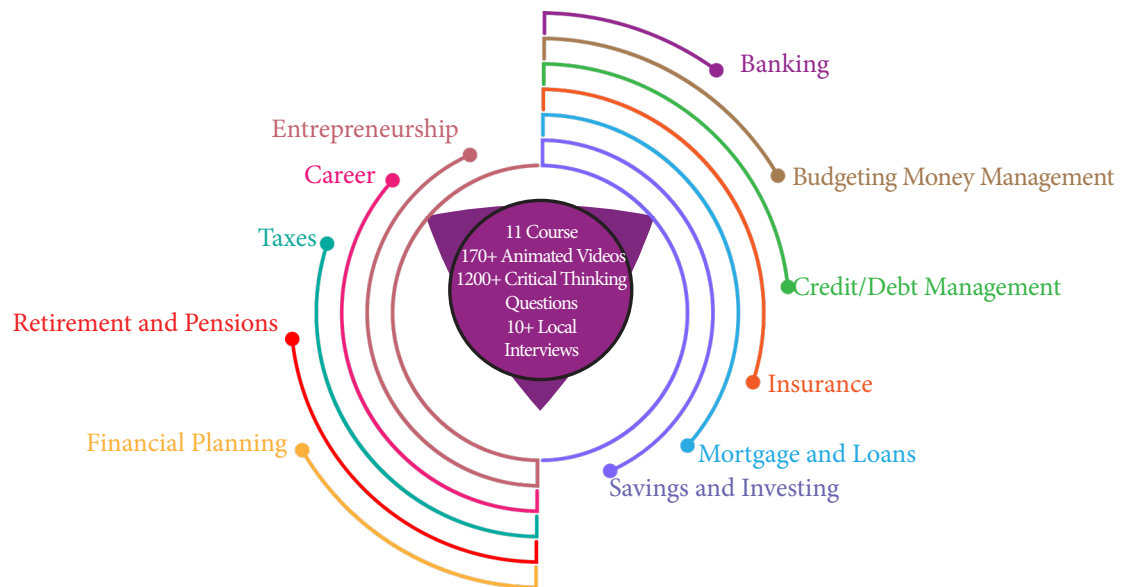 Banking
Entrepreneurship
Career
Budgeting Money Management
Taxes
11 Course
170+ Animated Videos
1200+ Critical Thinking
Questions
10+ Local
Interviews
Credit/Debt Management
Retirement and Pensions
Insurance
Financial Planning
Mortgage and Loans
Savings and Investing